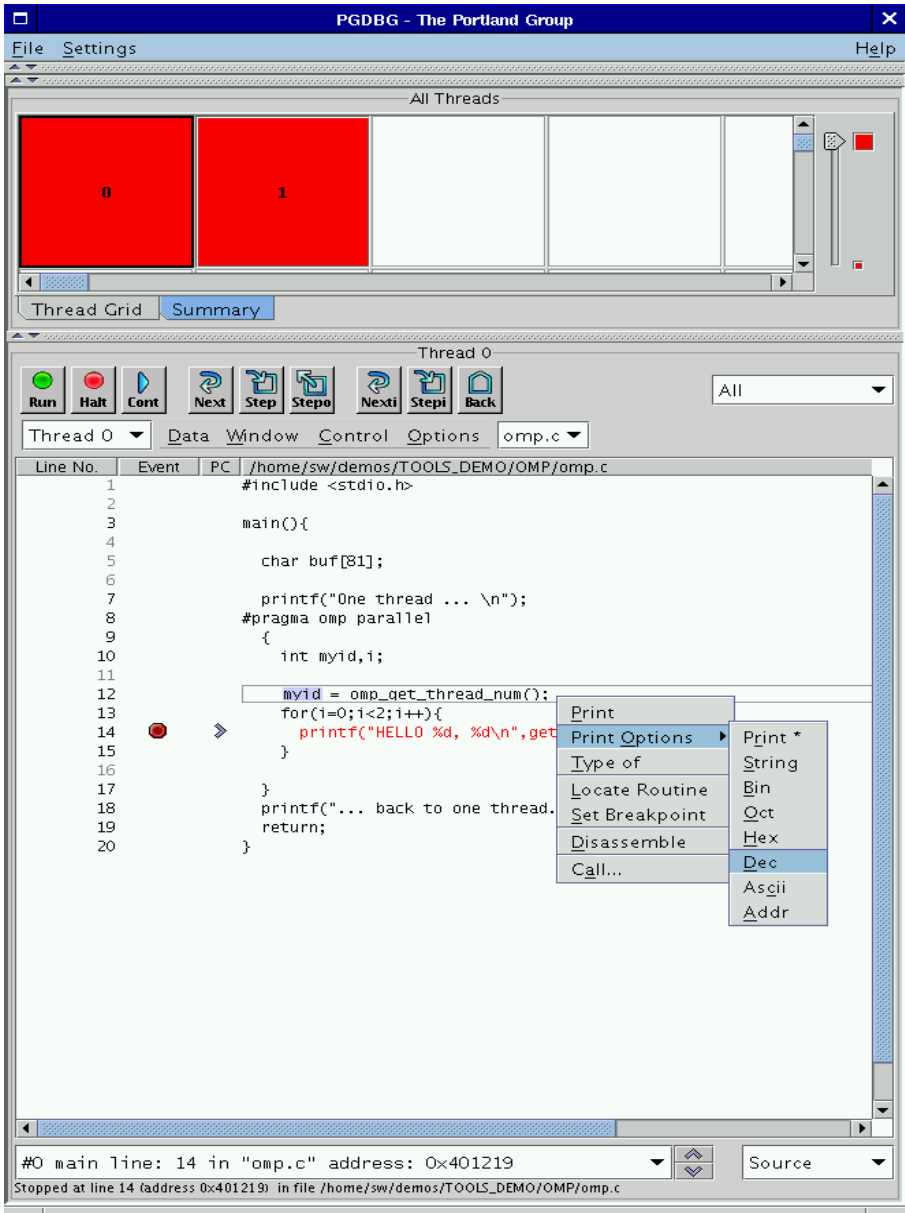 PGDBG - The Portland Group
File Settings Help
All Threads
0 1
Thread Grid Summary
Thread 0
Run Halt Cont Next Step Stepo Nexti Stepi Back All
Thread 0 Data Window Control Options omp.c
Line No. Event PC /home/sw/demos/TOOLS_DEMO/OMP/omp.c
1 #include <stdio.h>
2
3 main(){
4
5 char buf[81];
6
7 printf("One thread ... \n");
8 #pragma omp parallel
9 {
10 int myid,i;
11
12 myid = omp_get_thread_num();
13 for(i=0;i<2;i++){
14 printf("HELLO %d, %d\n",get
15 }
16
17 }
18 printf("... back to one thread.
19 return;
20 }
Print
Print Options
Type of
Locate Routine
Set Breakpoint
Disassemble
Call...
Print *
String
Bin
Oct
Hex
Dec
Ascii
Addr
#0 main line: 14 in "omp.c" address: 0x401219 Source
Stopped at line 14 (address 0x401219) in file /home/sw/demos/TOOLS_DEMO/OMP/omp.c